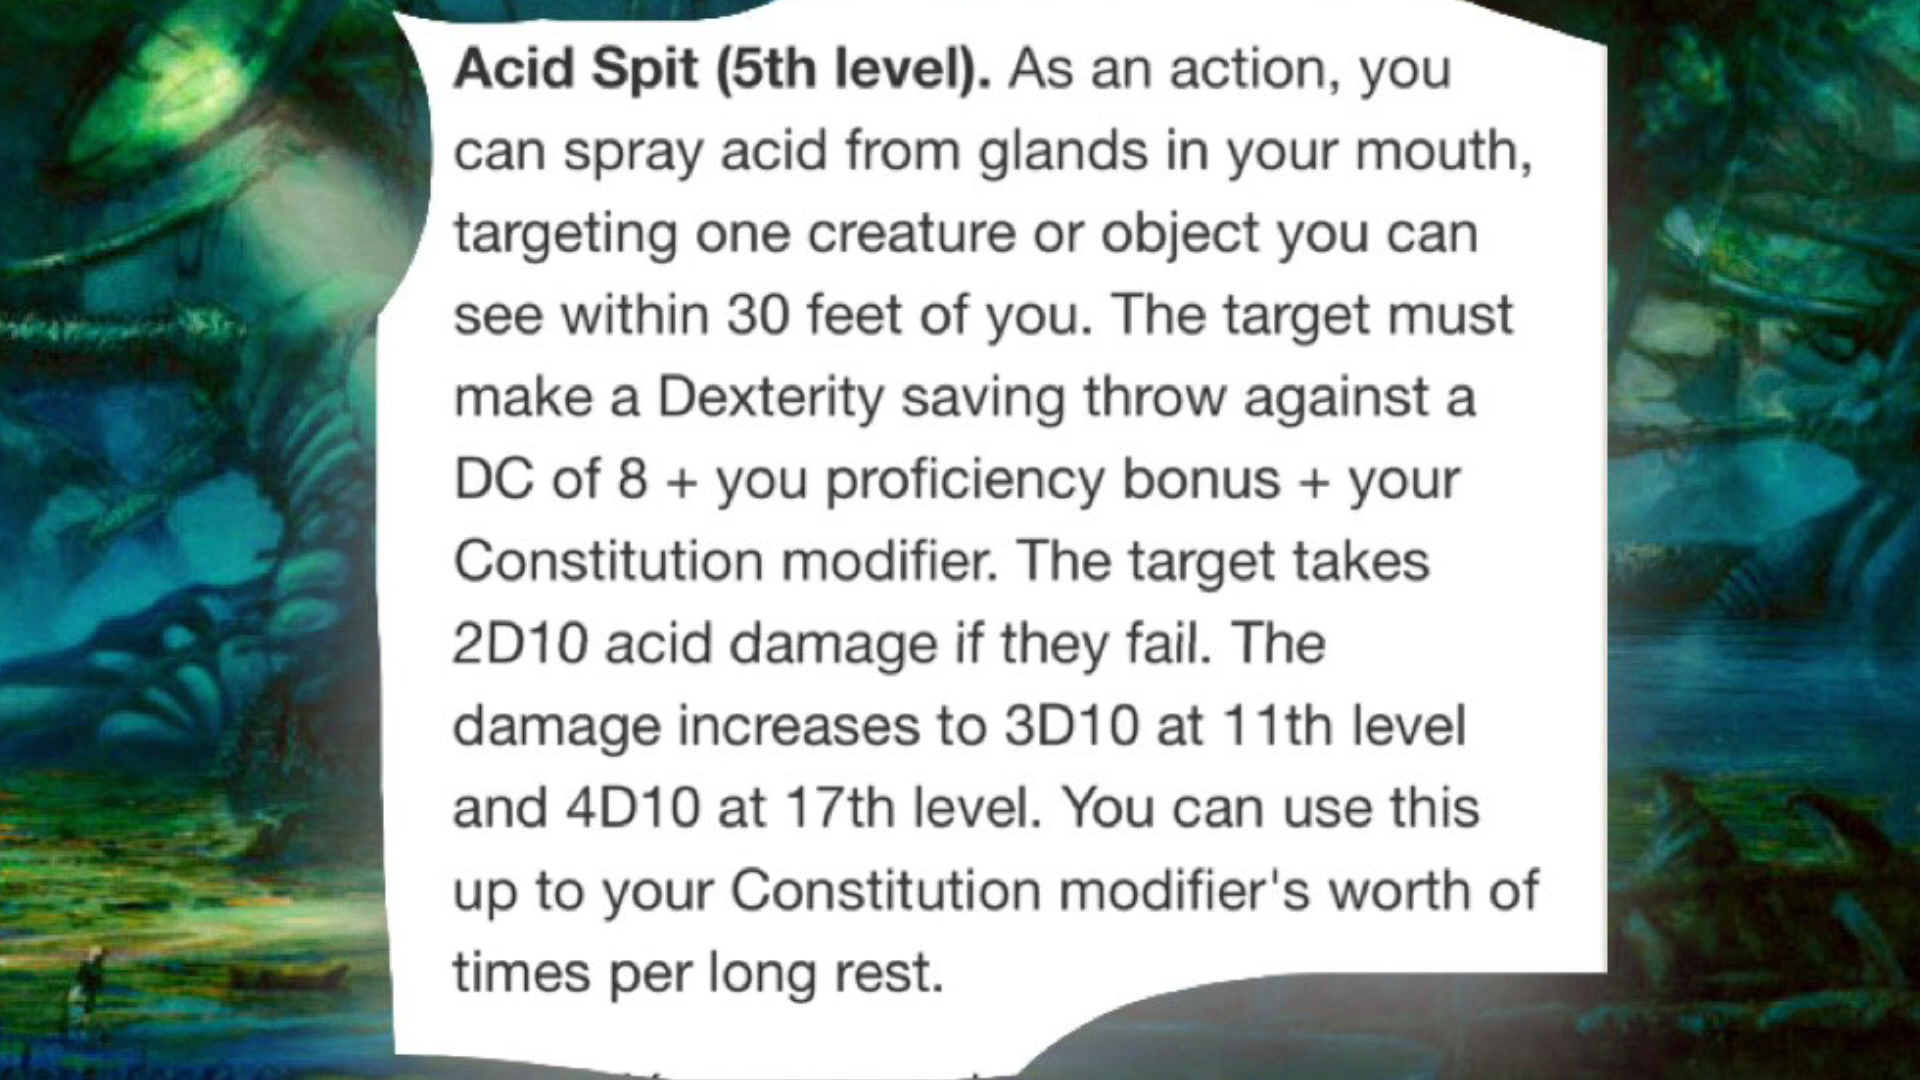 Acid Spit (5th level). As an action, you
can spray acid from glands in your mouth,
targeting one creature or object you can
see within 30 feet of you. The target must
make a Dexterity saving throw against a
DC of 8 + you proficiency bonus + your
Constitution modifier. The target takes
2D10 acid damage if they fail. The
damage increases to 3D10 at 11th level
and 4D10 at 17th level. You can use this
up to your Constitution modifier's worth of
times per long rest.